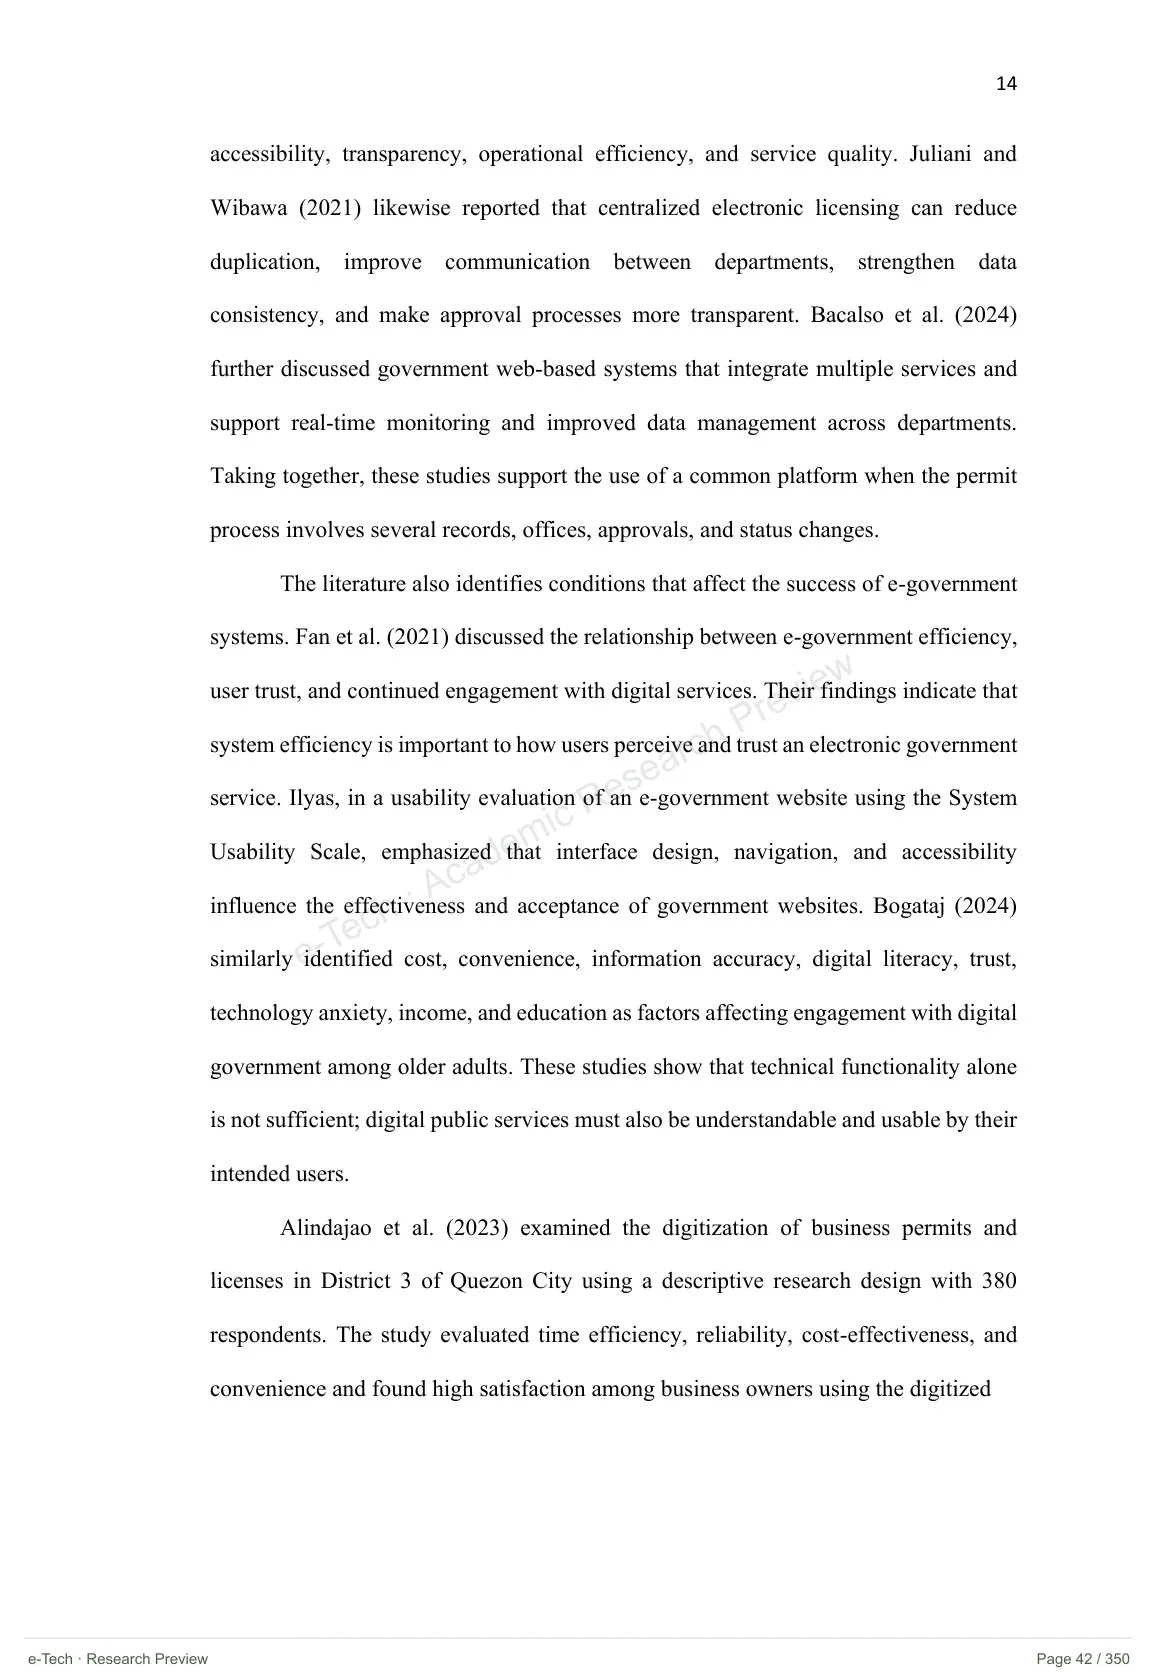 14
accessibility, transparency, operational efficiency, and service quality. Juliani and
Wibawa (2021) likewise reported that centralized electronic licensing can reduce
duplication, improve communication between departments, strengthen data
consistency, and make approval processes more transparent. Bacalso et al. (2024)
further discussed government web-based systems that integrate multiple services and
support real-time monitoring and improved data management across departments.
Taking together, these studies support the use of a common platform when the permit
process involves several records, offices, approvals, and status changes.
The literature also identifies conditions that affect the success of e-government
systems. Fan et al. (2021) discussed the relationship between e-government efficiency,
user trust, and continued engagement with digital services. Their findings indicate that
system efficiency is important to how users perceive and trust an electronic government
service. Ilyas, in a usability evaluation of an e-government website using the System
Usability Scale, emphasized that interface design, navigation, and accessibility
influence the effectiveness and acceptance of government websites. Bogataj (2024)
similarly identified cost, convenience, information accuracy, digital literacy, trust,
technology anxiety, income, and education as factors affecting engagement with digital
government among older adults. These studies show that technical functionality alone
is not sufficient; digital public services must also be understandable and usable by their
intended users.
Alindajao et al. (2023) examined the digitization of business permits and
licenses in District 3 of Quezon City using a descriptive research design with 380
respondents. The study evaluated time efficiency, reliability, cost-effectiveness, and
convenience and found high satisfaction among business owners using the digitized
e-Tech · Academic Research Preview
e-Tech · Research Preview
Page 42 / 350